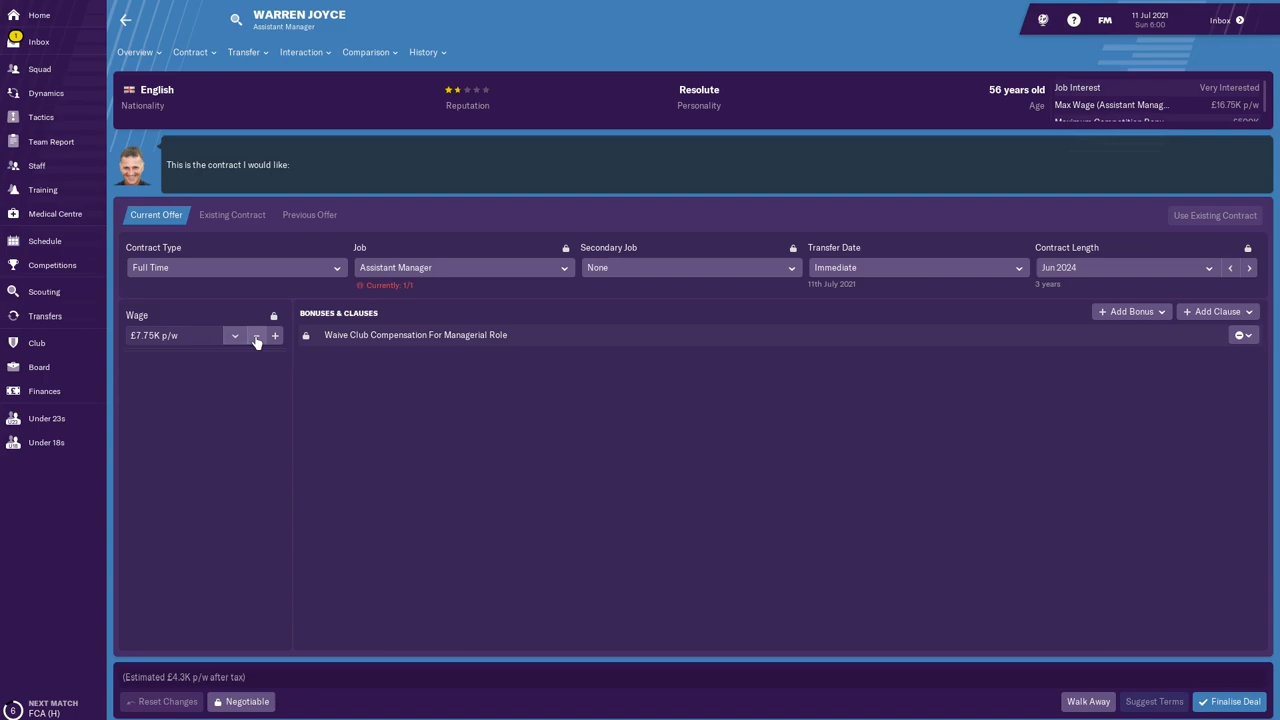 Home
WARREN JOYCE
Assistant Manager
FM
11 Jul 2021
Sun 6:00
Inbox
1
Inbox
Overview
Contract
Transfer
Interaction
Comparison
History
Squad
Dynamics
Tactics
Team Report
Staff
Training
Medical Centre
Schedule
Competitions
Scouting
Transfers
Club
Board
Finances
Under 23s
Under 18s
English
Nationality
Reputation
Resolute
Personality
56 years old
Age
Job Interest Very Interested
Max Wage (Assistant Manag... £16.75K p/w
This is the contract I would like:
Current Offer
Existing Contract
Previous Offer
Use Existing Contract
Contract Type
Job
Secondary Job
Transfer Date
Contract Length
Full Time
Assistant Manager
None
Immediate
Jun 2024
Currently: 1/1
11th July 2021
3 years
Wage
£7.75K p/w
BONUSES & CLAUSES
Add Bonus
Add Clause
Waive Club Compensation For Managerial Role
(Estimated £4.3K p/w after tax)
Reset Changes
Negotiable
Walk Away
Suggest Terms
Finalise Deal
6
NEXT MATCH
FCA (H)